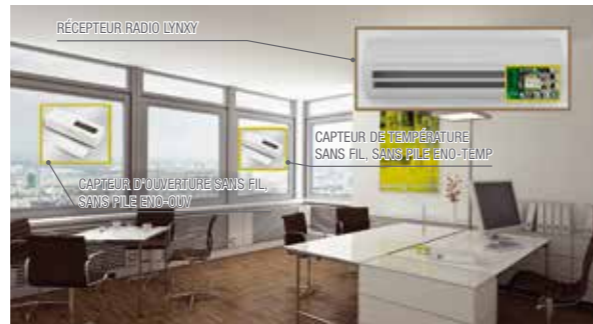 RÉCEPTEUR RADIO LYNXY
CAPTEUR DE TEMPÉRATURE
SANS FIL, SANS PILE ENO-TEMP
CAPTEUR D'OUVERTURE SANS FIL,
SANS PILE ENO-OUV